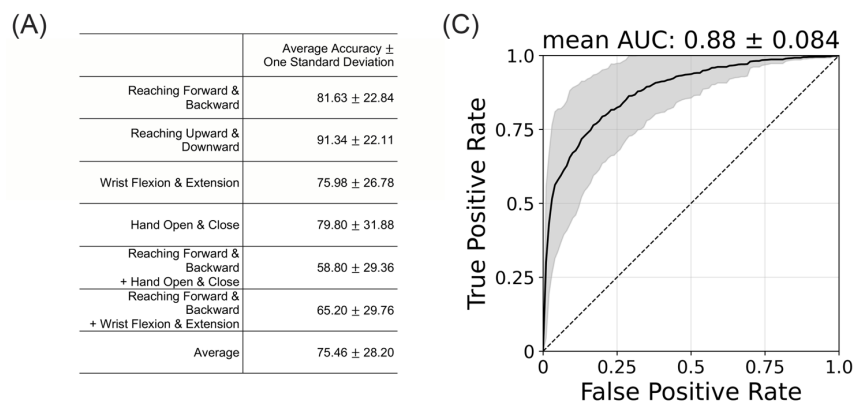 (A)
Average Accuracy ±
One Standard Deviation
Reaching Forward &
Backward
81.63 ± 22.84
Reaching Upward &
Downward
91.34 ± 22.11
Wrist Flexion & Extension
75.98 ± 26.78
Hand Open & Close
79.80 ± 31.88
Reaching Forward &
Backward
+ Hand Open & Close
58.80 ± 29.36
Reaching Forward &
Backward
+ Wrist Flexion & Extension
65.20 ± 29.76
Average
75.46 ± 28.20
(C)
mean AUC: 0.88 ± 0.084
True Positive Rate
1.0
0.75
0.5
0.25
0
0
0.25
0.5
0.75
1.0
False Positive Rate